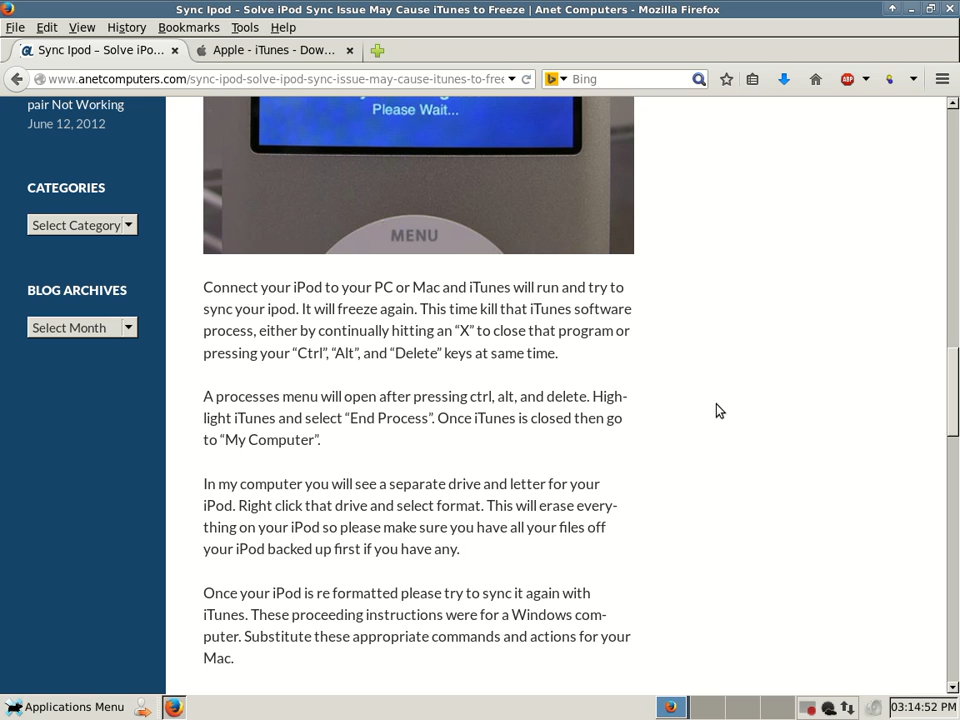 Sync Ipod – Solve iPod Sync Issue May Cause iTunes to Freeze | Anet Computers - Mozilla Firefox
File Edit View History Bookmarks Tools Help
Sync Ipod – Solve iPo... Apple - iTunes - Dow...
www.anetcomputers.com/sync-ipod-solve-ipod-sync-issue-may-cause-itunes-to-free Bing ABP
pair Not Working
June 12, 2012
CATEGORIES
Select Category
BLOG ARCHIVES
Select Month
Please Wait...
MENU
Connect your iPod to your PC or Mac and iTunes will run and try to
sync your ipod. It will freeze again. This time kill that iTunes software
process, either by continually hitting an “X” to close that program or
pressing your “Ctrl”, “Alt”, and “Delete” keys at same time.
A processes menu will open after pressing ctrl, alt, and delete. High-
light iTunes and select “End Process”. Once iTunes is closed then go
to “My Computer”.
In my computer you will see a separate drive and letter for your
iPod. Right click that drive and select format. This will erase every-
thing on your iPod so please make sure you have all your files off
your iPod backed up first if you have any.
Once your iPod is re formatted please try to sync it again with
iTunes. These proceeding instructions were for a Windows com-
puter. Substitute these appropriate commands and actions for your
Mac.
Applications Menu 03:14:52 PM